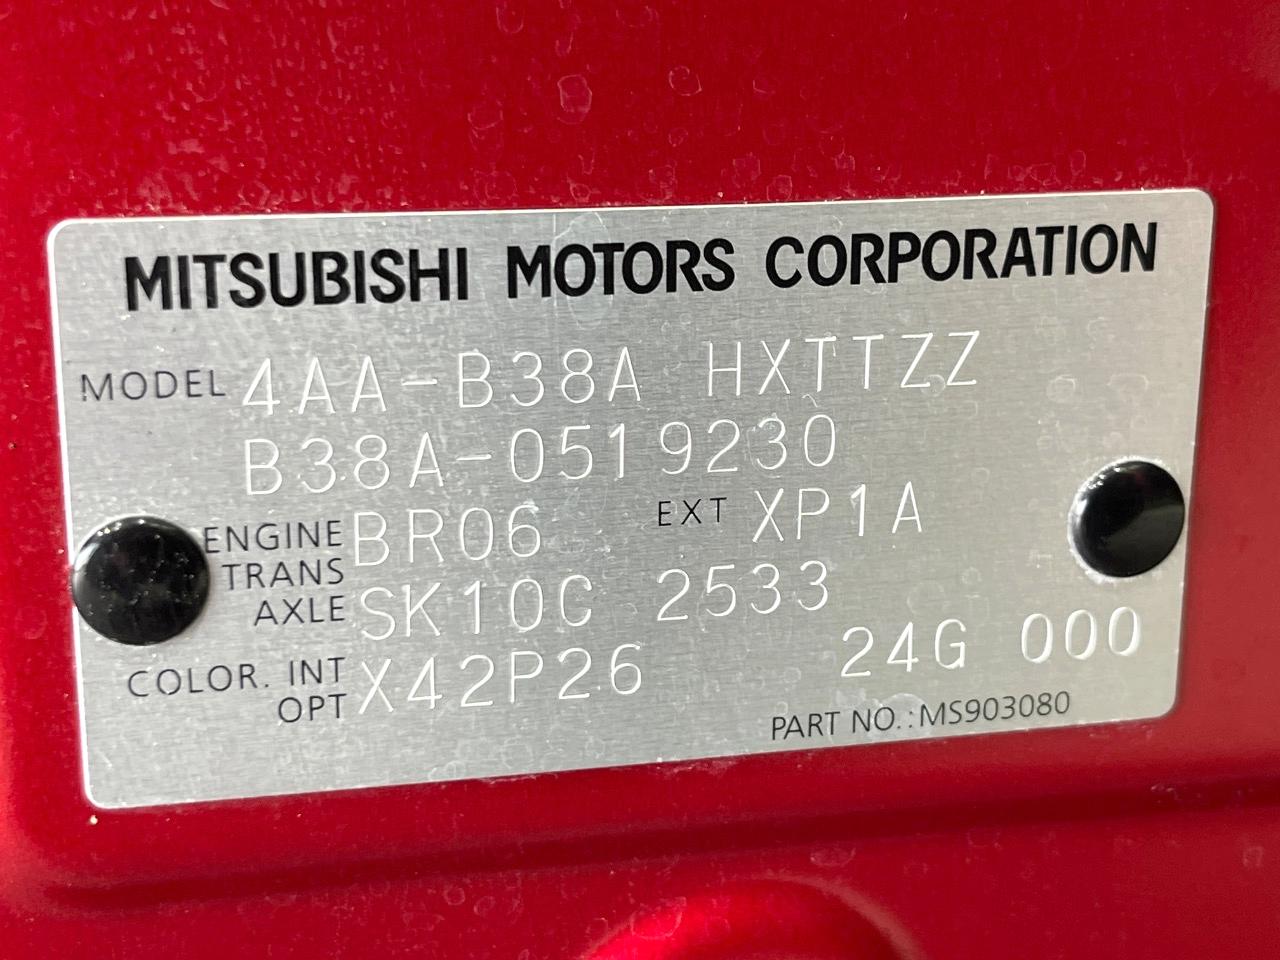 MITSUBISHI MOTORS CORPORATION
MODEL 4AA-B38A HXTTZZ
B38A-0519230
ENGINE BR06 EXT XP1A
TRANS
AXLE SK10C 2533
COLOR. INT X42P26 24G 000
OPT
PART NO.:MS903080